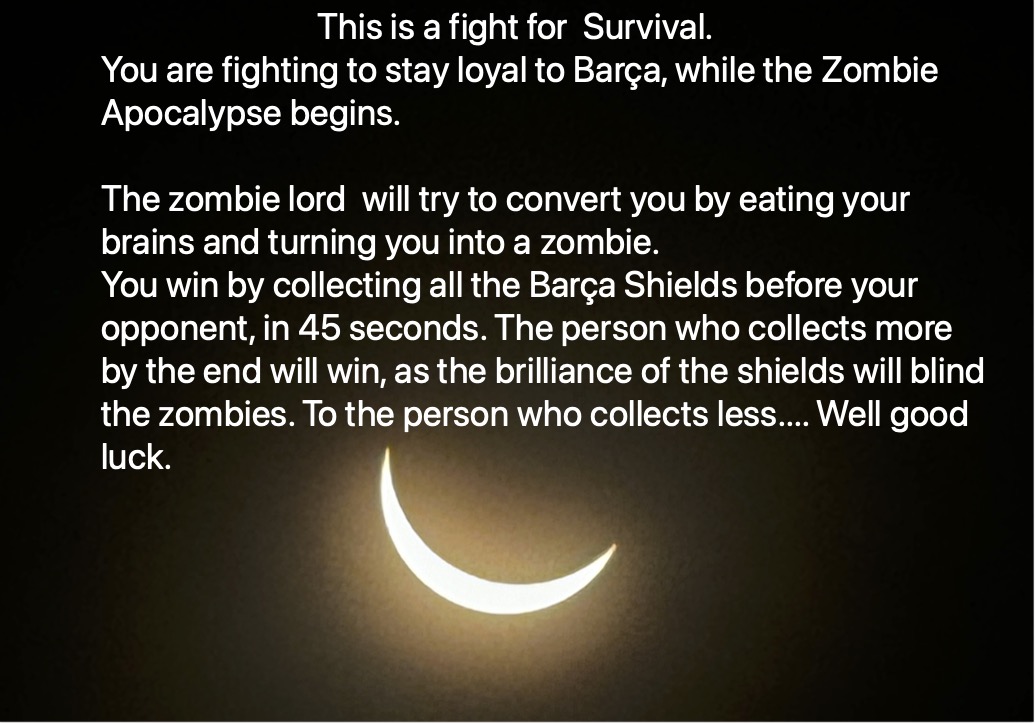 This is a fight for  Survival.
You are fighting to stay loyal to Barça, while the Zombie
Apocalypse begins.
The zombie lord  will try to convert you by eating your
brains and turning you into a zombie.
You win by collecting all the Barça Shields before your
opponent, in 45 seconds. The person who collects more
by the end will win, as the brilliance of the shields will blind
the zombies. To the person who collects less.... Well good
luck.